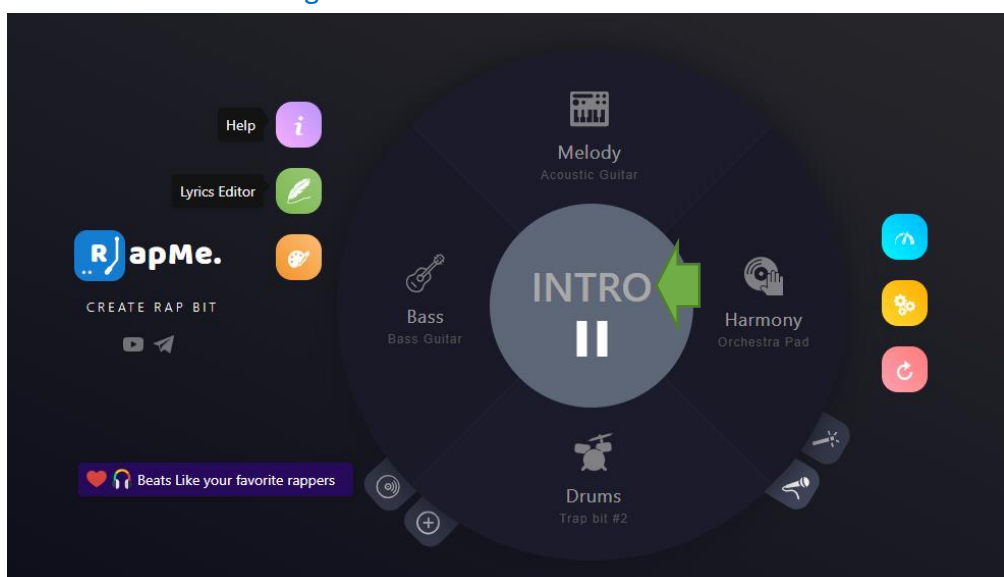 Help
i
Lyrics Editor
RapMe.
CREATE RAP BIT
Beats Like your favorite rappers
Melody
Acoustic Guitar
Bass
Bass Guitar
INTRO
Harmony
Orchestra Pad
Drums
Trap bit #2